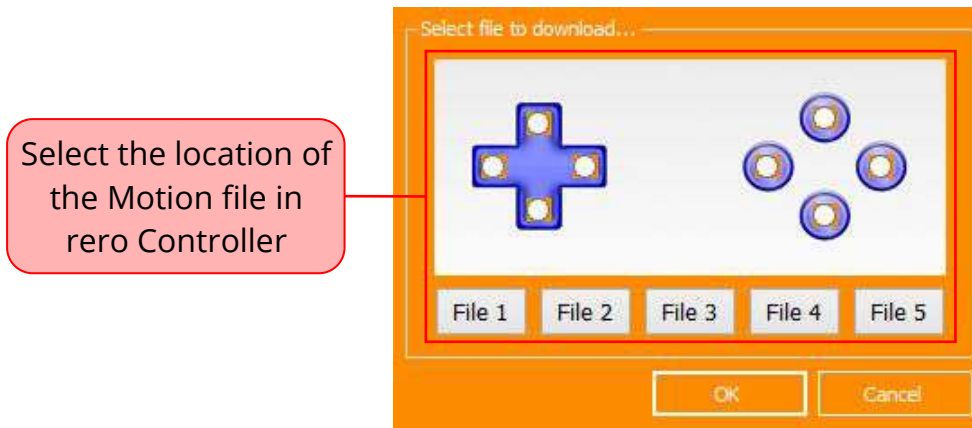 Select file to download...
Select the location of
the Motion file in
rero Controller
File 1 File 2 File 3 File 4 File 5
OK Cancel